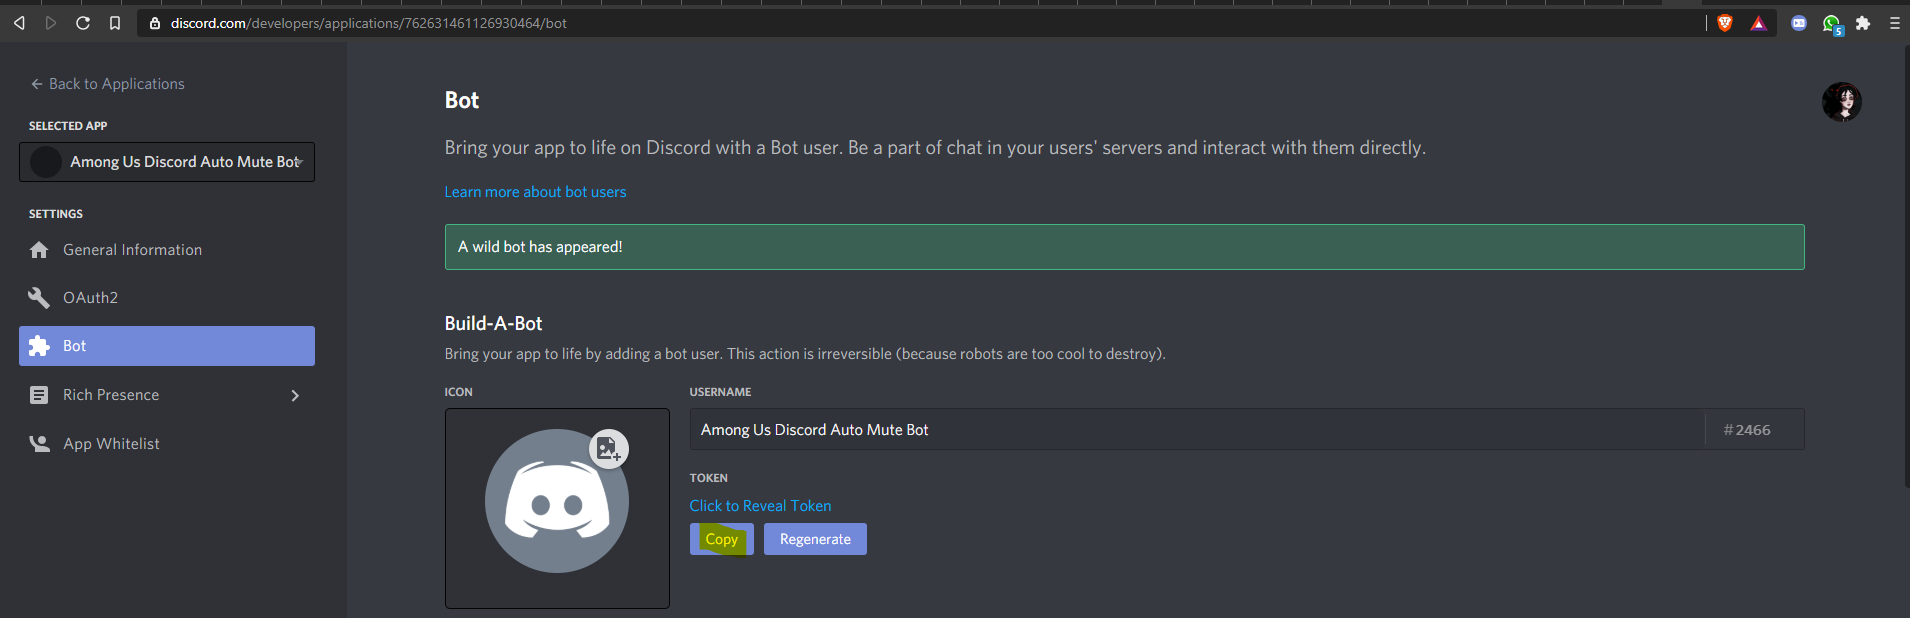 discord.com/developers/applications/762631461126930464/bot
5
← Back to Applications
SELECTED APP
Among Us Discord Auto Mute Bot
SETTINGS
General Information
OAuth2
Bot
Rich Presence
App Whitelist
Bot
Bring your app to life on Discord with a Bot user. Be a part of chat in your users' servers and interact with them directly.
Learn more about bot users
A wild bot has appeared!
Build-A-Bot
Bring your app to life by adding a bot user. This action is irreversible (because robots are too cool to destroy).
ICON
USERNAME
Among Us Discord Auto Mute Bot #2466
TOKEN
Click to Reveal Token
Copy Regenerate